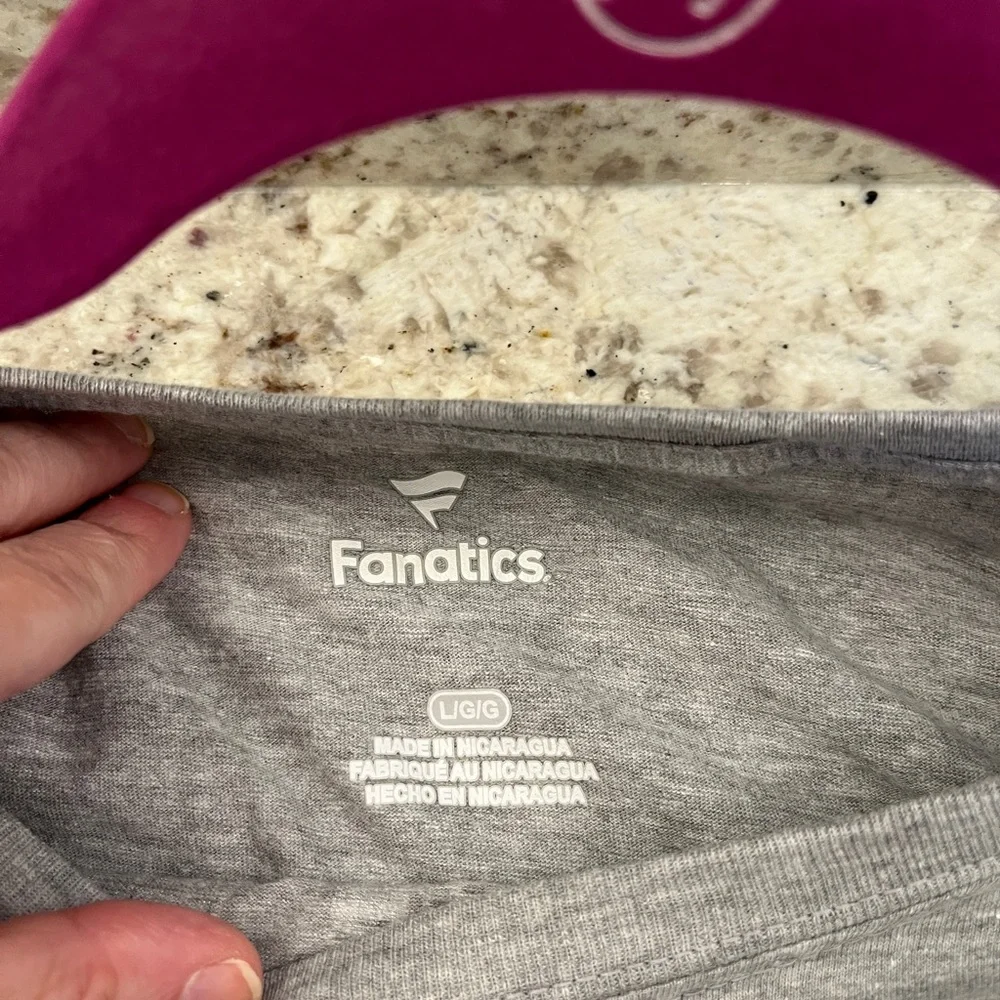 Fanatics.
L/G/G
MADE IN NICARAGUA
FABRIQUÉ AU NICARAGUA
HECHO EN NICARAGUA